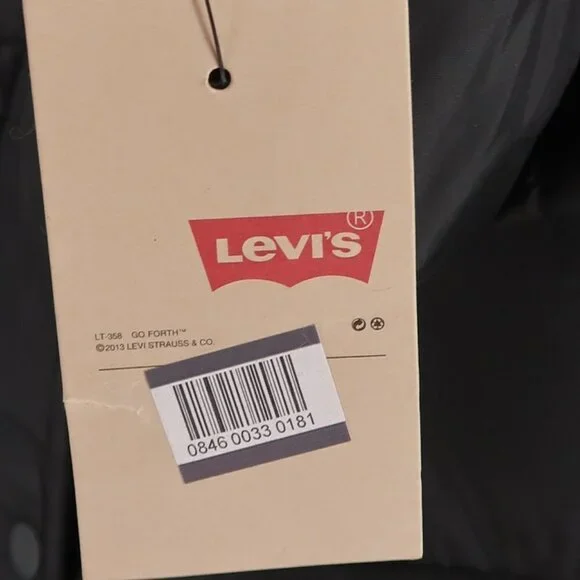 LEVI'S®
LT-358 GO FORTH™
©2013 LEVI STRAUSS & CO.
0846 0033 0181